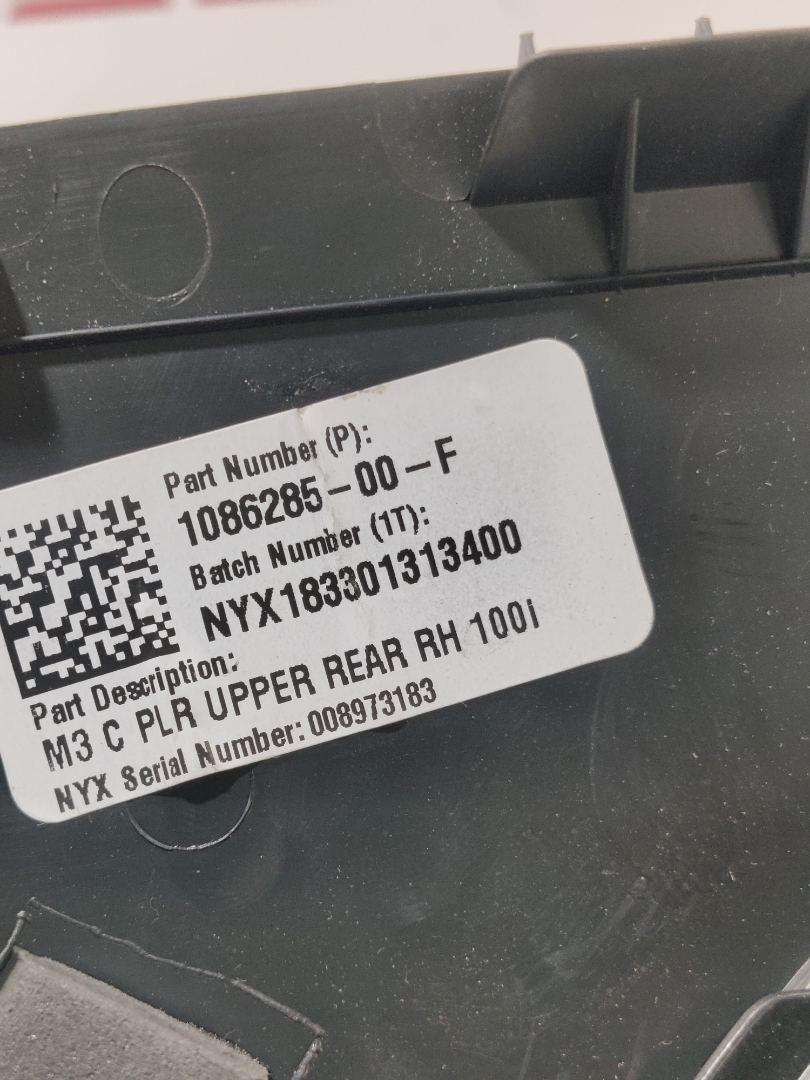 Part Number (P):
1086285-00-F
Batch Number (1T):
NYX183301313400
Part Description:
M3 C PLR UPPER REAR RH 100i
NYX Serial Number: 008973183